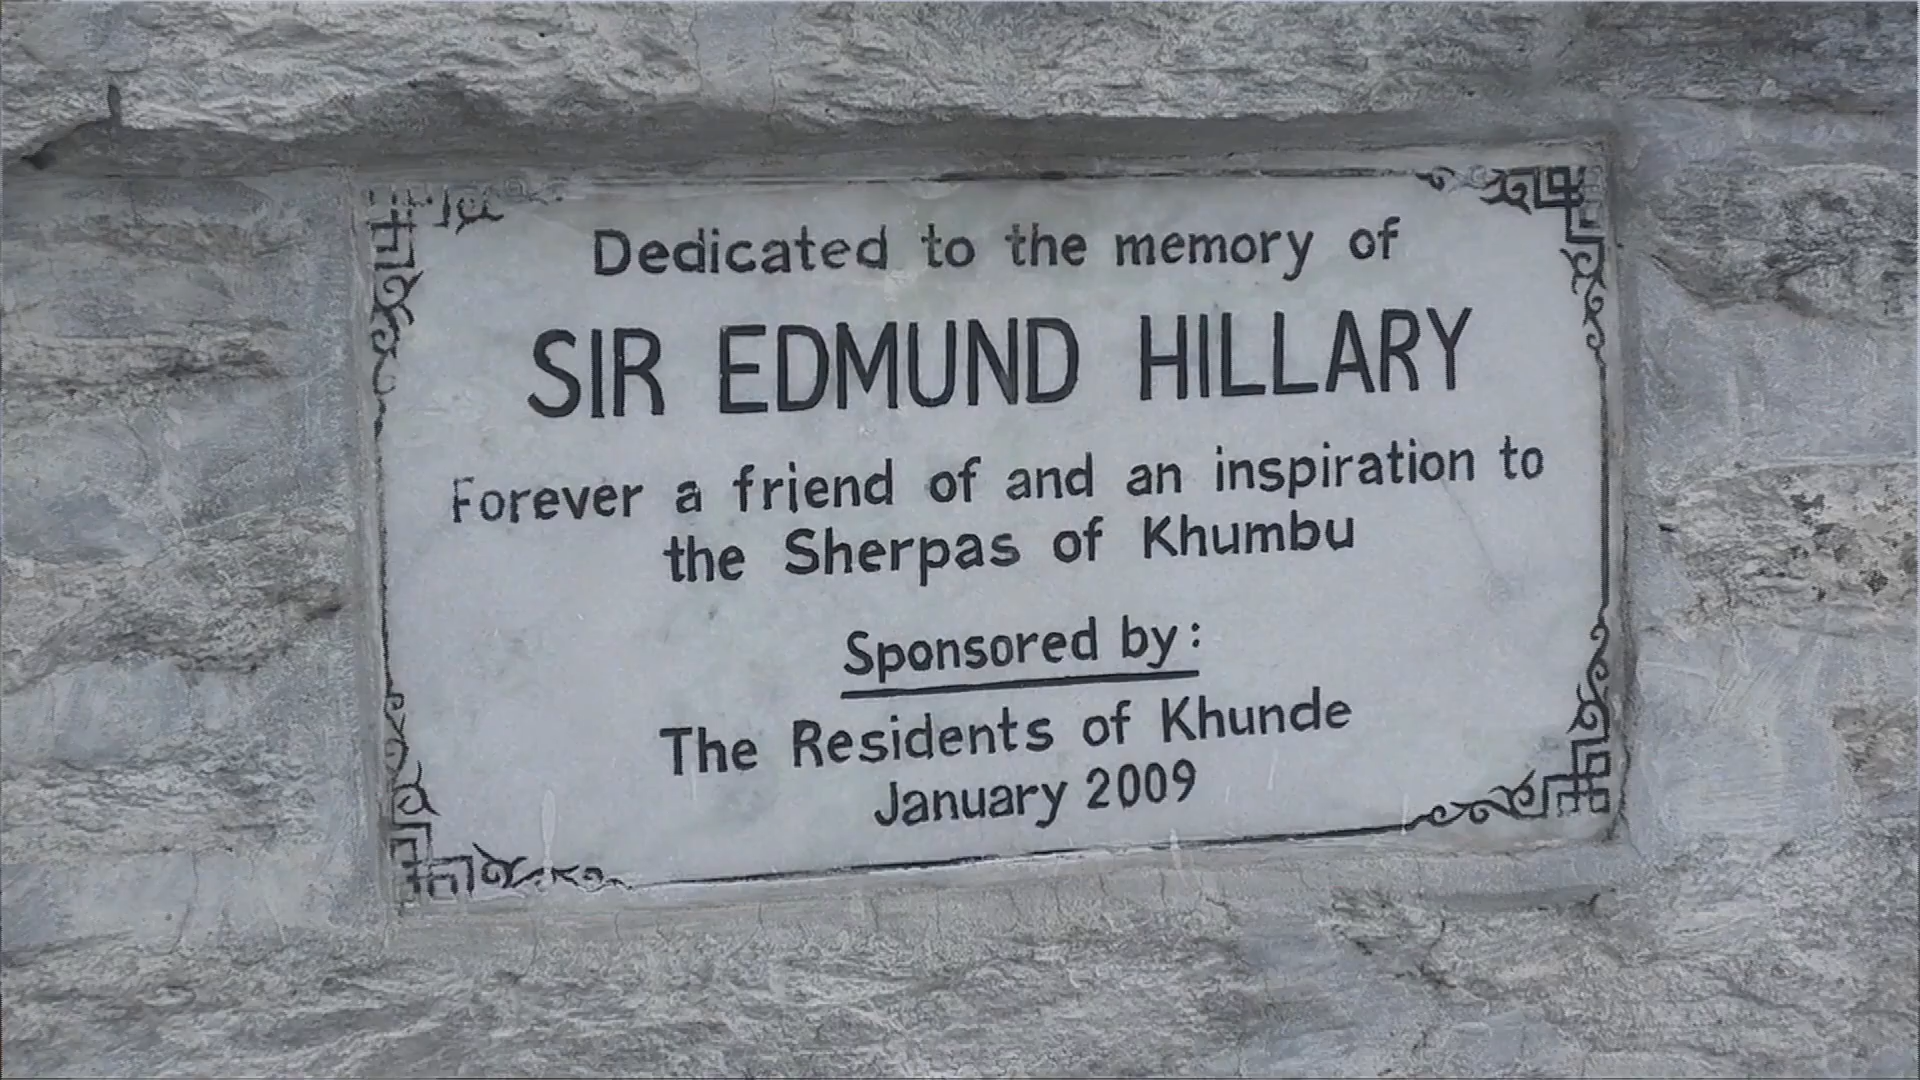 Dedicated to the memory of
SIR EDMUND HILLARY
Forever a friend of and an inspiration to
the Sherpas of Khumbu
Sponsored by:
The Residents of Khunde
January 2009